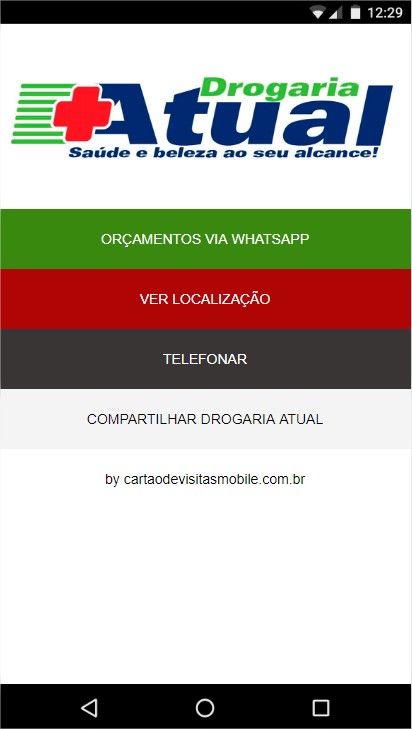 12:29
Drogaria
Atual
Saúde e beleza ao seu alcance!
ORÇAMENTOS VIA WHATSAPP
VER LOCALIZAÇÃO
TELEFONAR
COMPARTILHAR DROGARIA ATUAL
by cartaodevisitasmobile.com.br